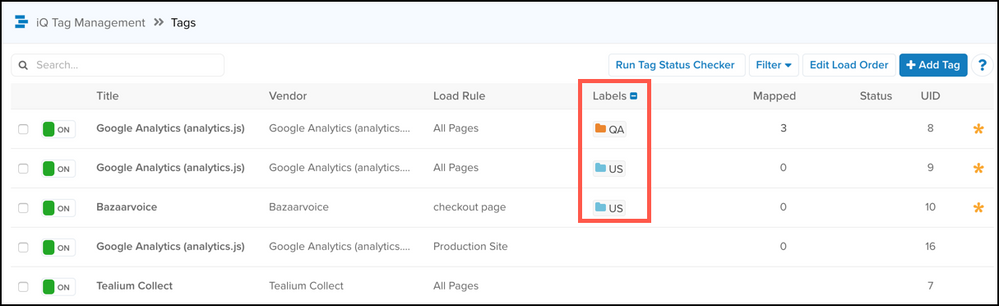 iQ Tag Management >> Tags
Search... Run Tag Status Checker Filter Edit Load Order + Add Tag ?
Title Vendor Load Rule Labels Mapped Status UID
ON Google Analytics (analytics.js) Google Analytics (analytics.... All Pages QA 3 8 *
ON Google Analytics (analytics.js) Google Analytics (analytics.... All Pages US 0 9 *
ON Bazaarvoice Bazaarvoice checkout page US 0 10 *
ON Google Analytics (analytics.js) Google Analytics (analytics.... Production Site 0 16
ON Tealium Collect Tealium Collect All Pages 7